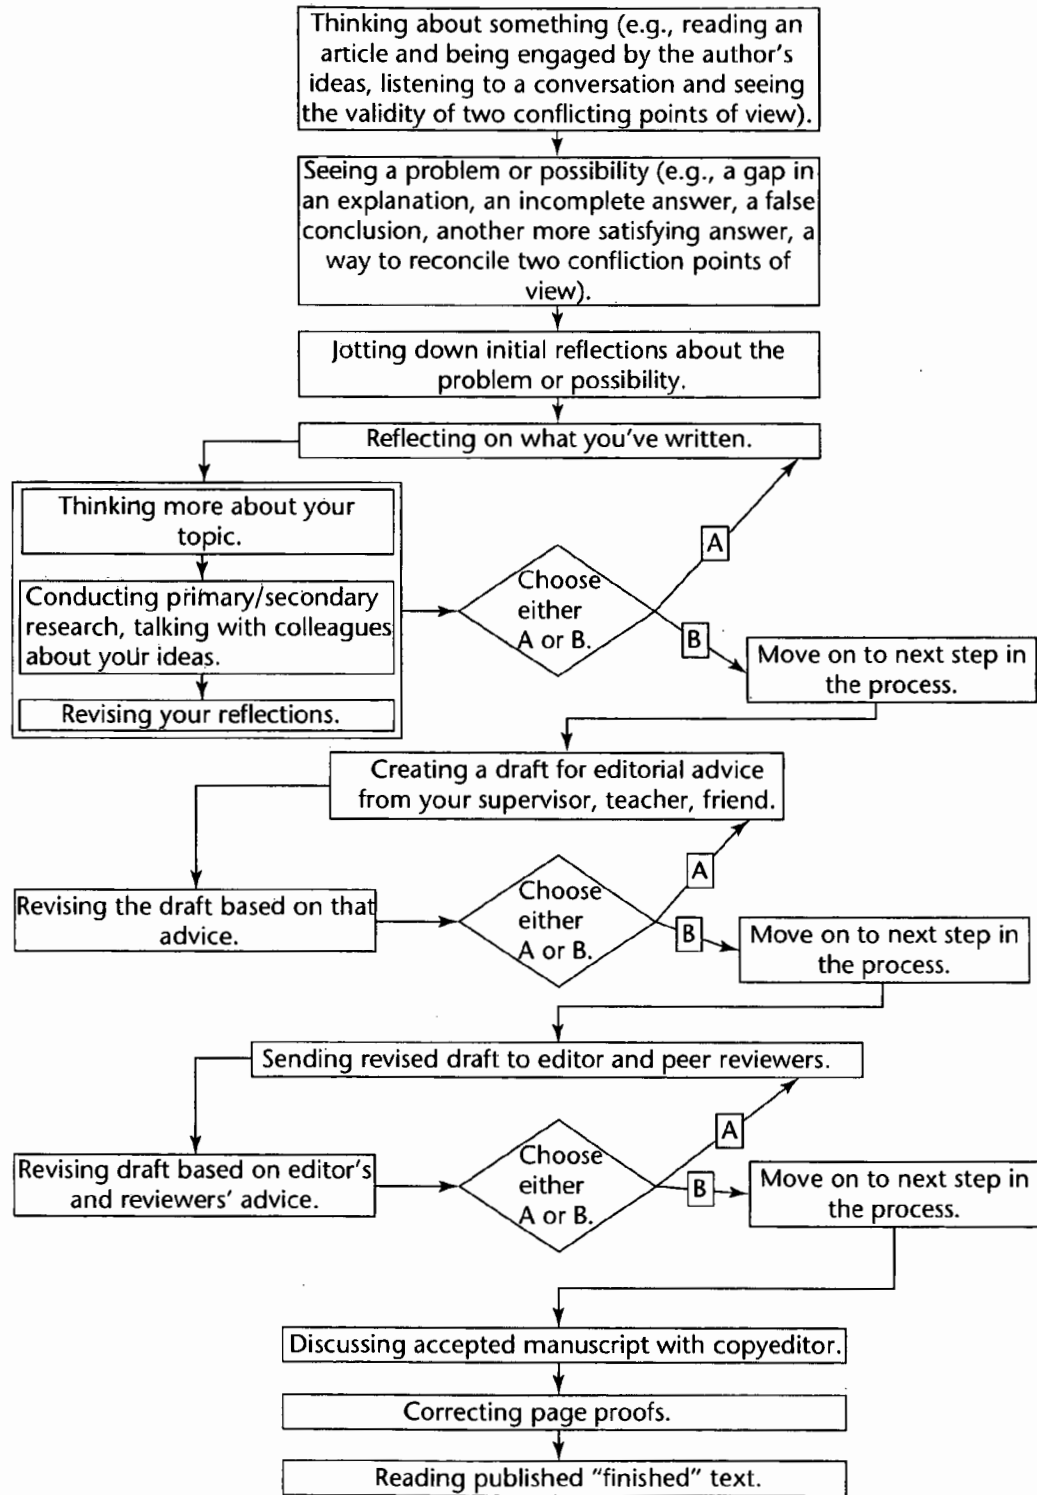 Thinking about something (e.g., reading an
article and being engaged by the author's
ideas, listening to a conversation and seeing
the validity of two conflicting points of view).
Seeing a problem or possibility (e.g., a gap in
an explanation, an incomplete answer, a false
conclusion, another more satisfying answer, a
way to reconcile two confliction points of
view).
Jotting down initial reflections about the
problem or possibility.
Reflecting on what you've written.
Thinking more about your
topic.
Conducting primary/secondary
research, talking with colleagues
about your ideas.
Revising your reflections.
Choose
either
A or B.
A
B
Move on to next step in
the process.
Creating a draft for editorial advice
from your supervisor, teacher, friend.
Revising the draft based on that
advice.
Choose
either
A or B.
A
B
Move on to next step in
the process.
Sending revised draft to editor and peer reviewers.
Revising draft based on editor's
and reviewers' advice.
Choose
either
A or B.
A
B
Move on to next step in
the process.
Discussing accepted manuscript with copyeditor.
Correcting page proofs.
Reading published "finished" text.